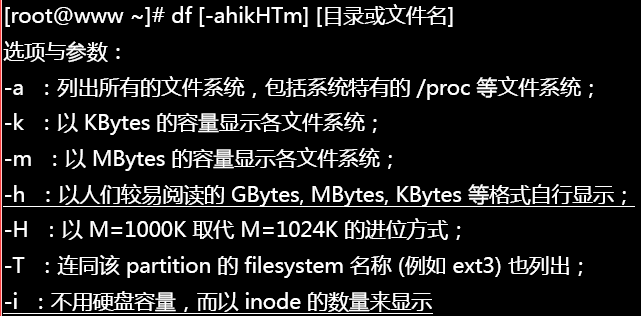 [root@www ~]# df [-ahikHTm] [目录或文件名]
选项与参数：
-a ：列出所有的文件系统，包括系统特有的 /proc 等文件系统；
-k ：以 KBytes 的容量显示各文件系统；
-m ：以 MBytes 的容量显示各文件系统；
-h ：以人们较易阅读的 GBytes, MBytes, KBytes 等格式自行显示；
-H ：以 M=1000K 取代 M=1024K 的进位方式；
-T ：连同该 partition 的 filesystem 名称 (例如 ext3) 也列出；
-i ：不用硬盘容量，而以 inode 的数量来显示